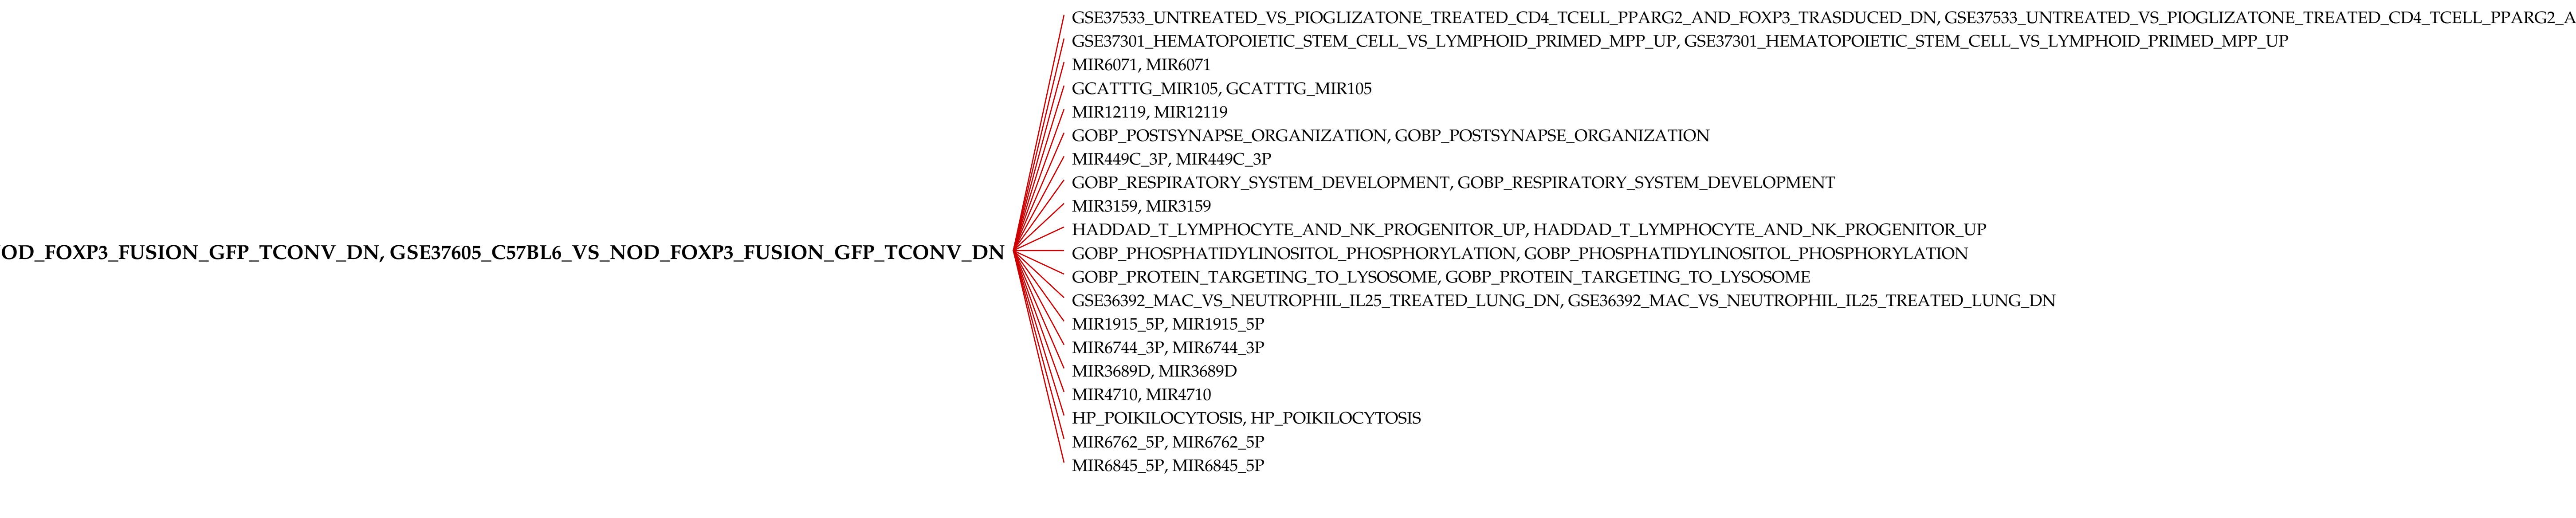 GSE37533_UNTREATED_VS_PIOGLIZATONE_TREATED_CD4_TCELL_PPARG2_AND_FOXP3_TRASDUCED_DN, GSE37533_UNTREATED_VS_PIOGLIZATONE_TREATED_CD4_TCELL_PPARG2_A
GSE37301_HEMATOPOIETIC_STEM_CELL_VS_LYMPHOID_PRIMED_MPP_UP, GSE37301_HEMATOPOIETIC_STEM_CELL_VS_LYMPHOID_PRIMED_MPP_UP
MIR6071, MIR6071
GCATTTG_MIR105, GCATTTG_MIR105
MIR12119, MIR12119
GOBP_POSTSYNAPSE_ORGANIZATION, GOBP_POSTSYNAPSE_ORGANIZATION
MIR449C_3P, MIR449C_3P
GOBP_RESPIRATORY_SYSTEM_DEVELOPMENT, GOBP_RESPIRATORY_SYSTEM_DEVELOPMENT
MIR3159, MIR3159
HADDAD_T_LYMPHOCYTE_AND_NK_PROGENITOR_UP, HADDAD_T_LYMPHOCYTE_AND_NK_PROGENITOR_UP
OD_FOXP3_FUSION_GFP_TCONV_DN, GSE37605_C57BL6_VS_NOD_FOXP3_FUSION_GFP_TCONV_DN
GOBP_PHOSPHATIDYLINOSITOL_PHOSPHORYLATION, GOBP_PHOSPHATIDYLINOSITOL_PHOSPHORYLATION
GOBP_PROTEIN_TARGETING_TO_LYSOSOME, GOBP_PROTEIN_TARGETING_TO_LYSOSOME
GSE36392_MAC_VS_NEUTROPHIL_IL25_TREATED_LUNG_DN, GSE36392_MAC_VS_NEUTROPHIL_IL25_TREATED_LUNG_DN
MIR1915_5P, MIR1915_5P
MIR6744_3P, MIR6744_3P
MIR3689D, MIR3689D
MIR4710, MIR4710
HP_POIKILOCYTOSIS, HP_POIKILOCYTOSIS
MIR6762_5P, MIR6762_5P
MIR6845_5P, MIR6845_5P